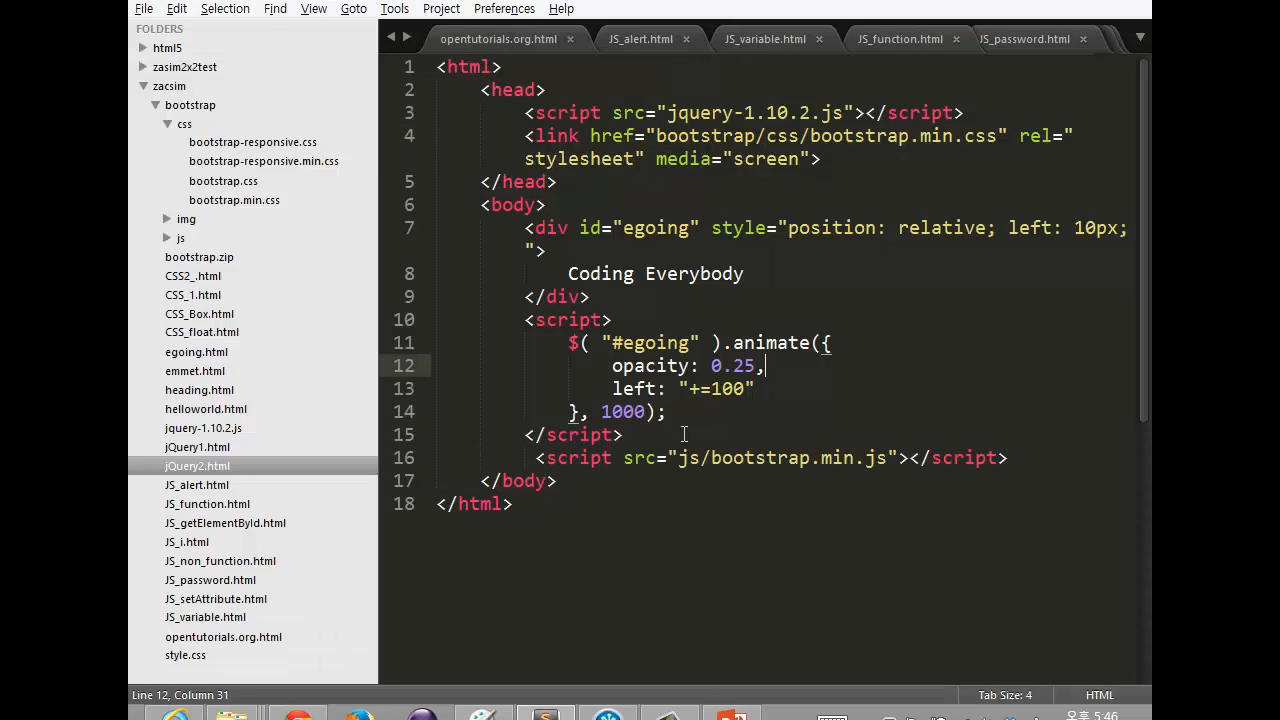 File Edit Selection Find View Goto Tools Project Preferences Help
FOLDERS
html5
zasim2x2test
zacsim
bootstrap
css
bootstrap-responsive.css
bootstrap-responsive.min.css
bootstrap.css
bootstrap.min.css
img
js
bootstrap.zip
CSS2_.html
CSS_1.html
CSS_Box.html
CSS_float.html
egoing.html
emmet.html
heading.html
helloworld.html
jquery-1.10.2.js
jQuery1.html
jQuery2.html
JS_alert.html
JS_function.html
JS_getElementById.html
JS_i.html
JS_non_function.html
JS_password.html
JS_setAttribute.html
JS_variable.html
opentutorials.org.html
style.css
opentutorials.org.html × JS_alert.html × JS_variable.html × JS_function.html × JS_password.html ×
1 <html>
2 <head>
3 <script src="jquery-1.10.2.js"></script>
4 <link href="bootstrap/css/bootstrap.min.css" rel="
stylesheet" media="screen">
5 </head>
6 <body>
7 <div id="egoing" style="position: relative; left: 10px;
">
8 Coding Everybody
9 </div>
10 <script>
11 $( "#egoing" ).animate({
12 opacity: 0.25,
13 left: "+=100"
14 }, 1000);
15 </script>
16 <script src="js/bootstrap.min.js"></script>
17 </body>
18 </html>
Line 12, Column 31 Tab Size: 4 HTML
오후 5:46